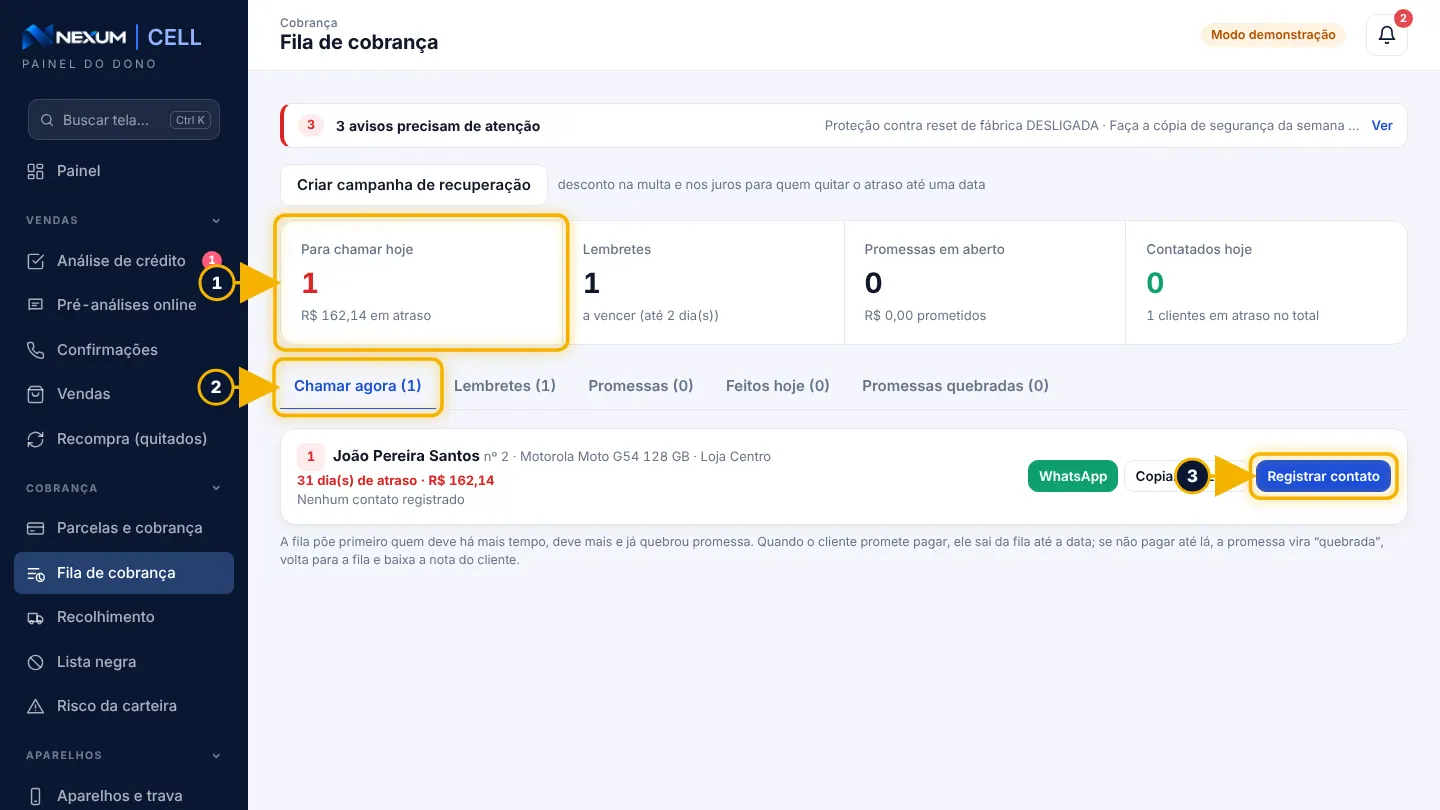 NEXUM | CELL
PAINEL DO DONO
Buscar tela... Ctrl K
Painel
VENDAS
Análise de crédito 1
Pré-análises online
Confirmações
Vendas
Recompra (quitados)
COBRANÇA
Parcelas e cobrança
Fila de cobrança
Recolhimento
Lista negra
Risco da carteira
APARELHOS
Aparelhos e trava
Cobrança
Fila de cobrança
Modo demonstração
2
3 3 avisos precisam de atenção
Proteção contra reset de fábrica DESLIGADA · Faça a cópia de segurança da semana ... Ver
Criar campanha de recuperação desconto na multa e nos juros para quem quitar o atraso até uma data
1
Para chamar hoje
1
R$ 162,14 em atraso
Lembretes
1
a vencer (até 2 dia(s))
Promessas em aberto
0
R$ 0,00 prometidos
Contatados hoje
0
1 clientes em atraso no total
2
Chamar agora (1) Lembretes (1) Promessas (0) Feitos hoje (0) Promessas quebradas (0)
1 João Pereira Santos nº 2 · Motorola Moto G54 128 GB · Loja Centro
31 dia(s) de atraso · R$ 162,14
Nenhum contato registrado
WhatsApp
3
Registrar contato
A fila põe primeiro quem deve há mais tempo, deve mais e já quebrou promessa. Quando o cliente promete pagar, ele sai da fila até a data; se não pagar até lá, a promessa vira “quebrada”,
volta para a fila e baixa a nota do cliente.